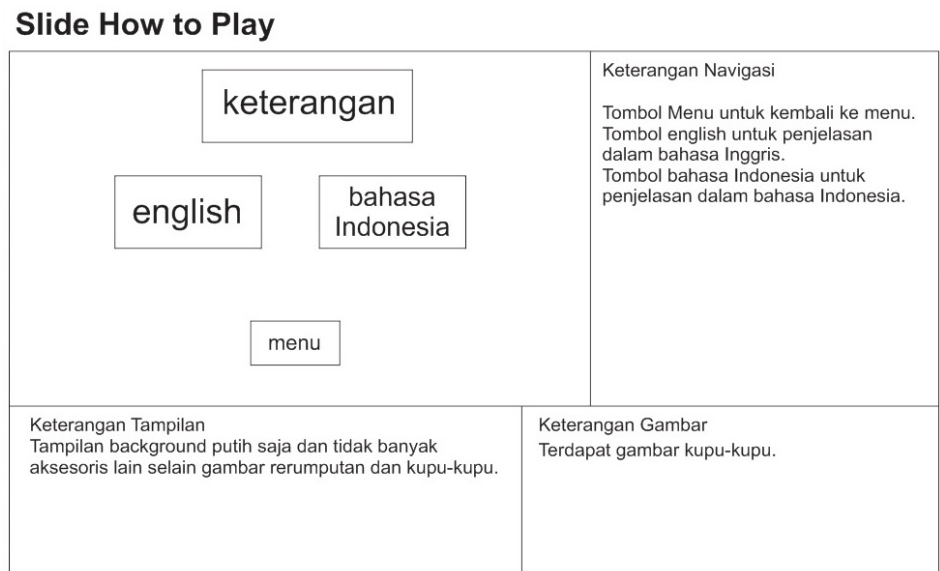 Slide How to Play
keterangan
english
bahasa
Indonesia
menu
Keterangan Navigasi
Tombol Menu untuk kembali ke menu.
Tombol english untuk penjelasan
dalam bahasa Inggris.
Tombol bahasa Indonesia untuk
penjelasan dalam bahasa Indonesia.
Keterangan Tampilan
Tampilan background putih saja dan tidak banyak
aksesoris lain selain gambar rerumputan dan kupu-kupu.
Keterangan Gambar
Terdapat gambar kupu-kupu.